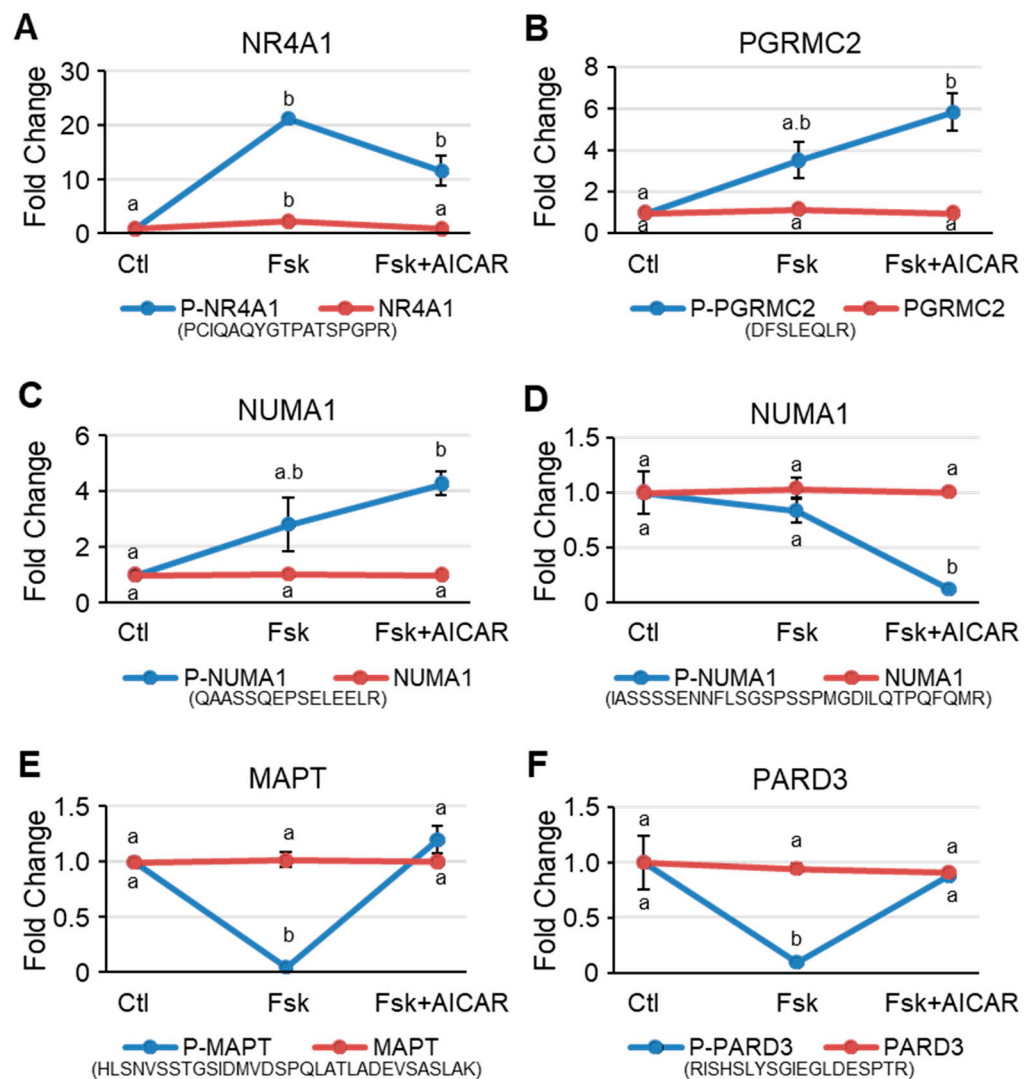 A
NR4A1
Fold Change
30
20
10
0
a
b
b
b
a
Ctl
Fsk
Fsk+AICAR
P-NR4A1
NR4A1
(PCIQAQYGTPATSPGPR)
B
PGRMC2
Fold Change
8
6
4
2
0
a
a.b
b
a
a
a
Ctl
Fsk
Fsk+AICAR
P-PGRMC2
PGRMC2
(DFSLEQLR)
C
NUMA1
Fold Change
6
4
2
0
a
a.b
b
a
a
a
Ctl
Fsk
Fsk+AICAR
P-NUMA1
NUMA1
(QAASSQEPSELEELR)
D
NUMA1
Fold Change
1.5
1.0
0.5
0
a
a
a
a
a
b
Ctl
Fsk
Fsk+AICAR
P-NUMA1
NUMA1
(IASSSSENNFLSGSPSSPMGDILQTPQFQMR)
E
MAPT
Fold Change
1.5
1.0
0.5
0
a
a
a
a
b
a
Ctl
Fsk
Fsk+AICAR
P-MAPT
MAPT
(HLSNVSSTGSIDMVDSPQLATLADEVSASLAK)
F
PARD3
Fold Change
1.5
1.0
0.5
0
a
a
a
a
b
a
Ctl
Fsk
Fsk+AICAR
P-PARD3
PARD3
(RISHSLYSGIEGLDESPTR)